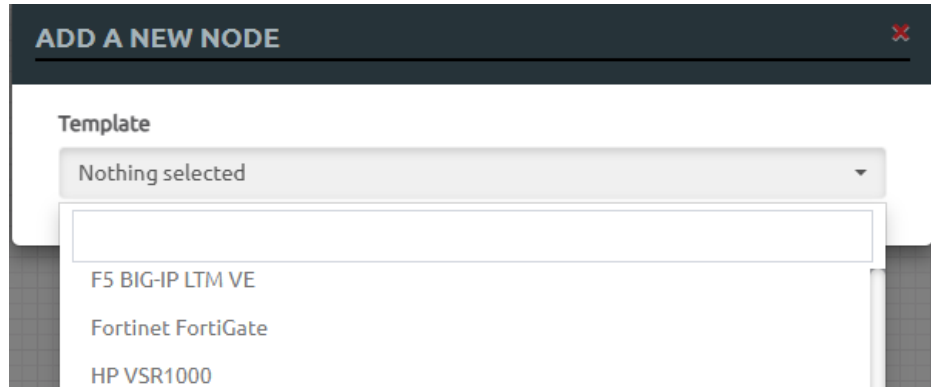 ADD A NEW NODE
Template
Nothing selected
F5 BIG-IP LTM VE
Fortinet FortiGate
HP VSR1000